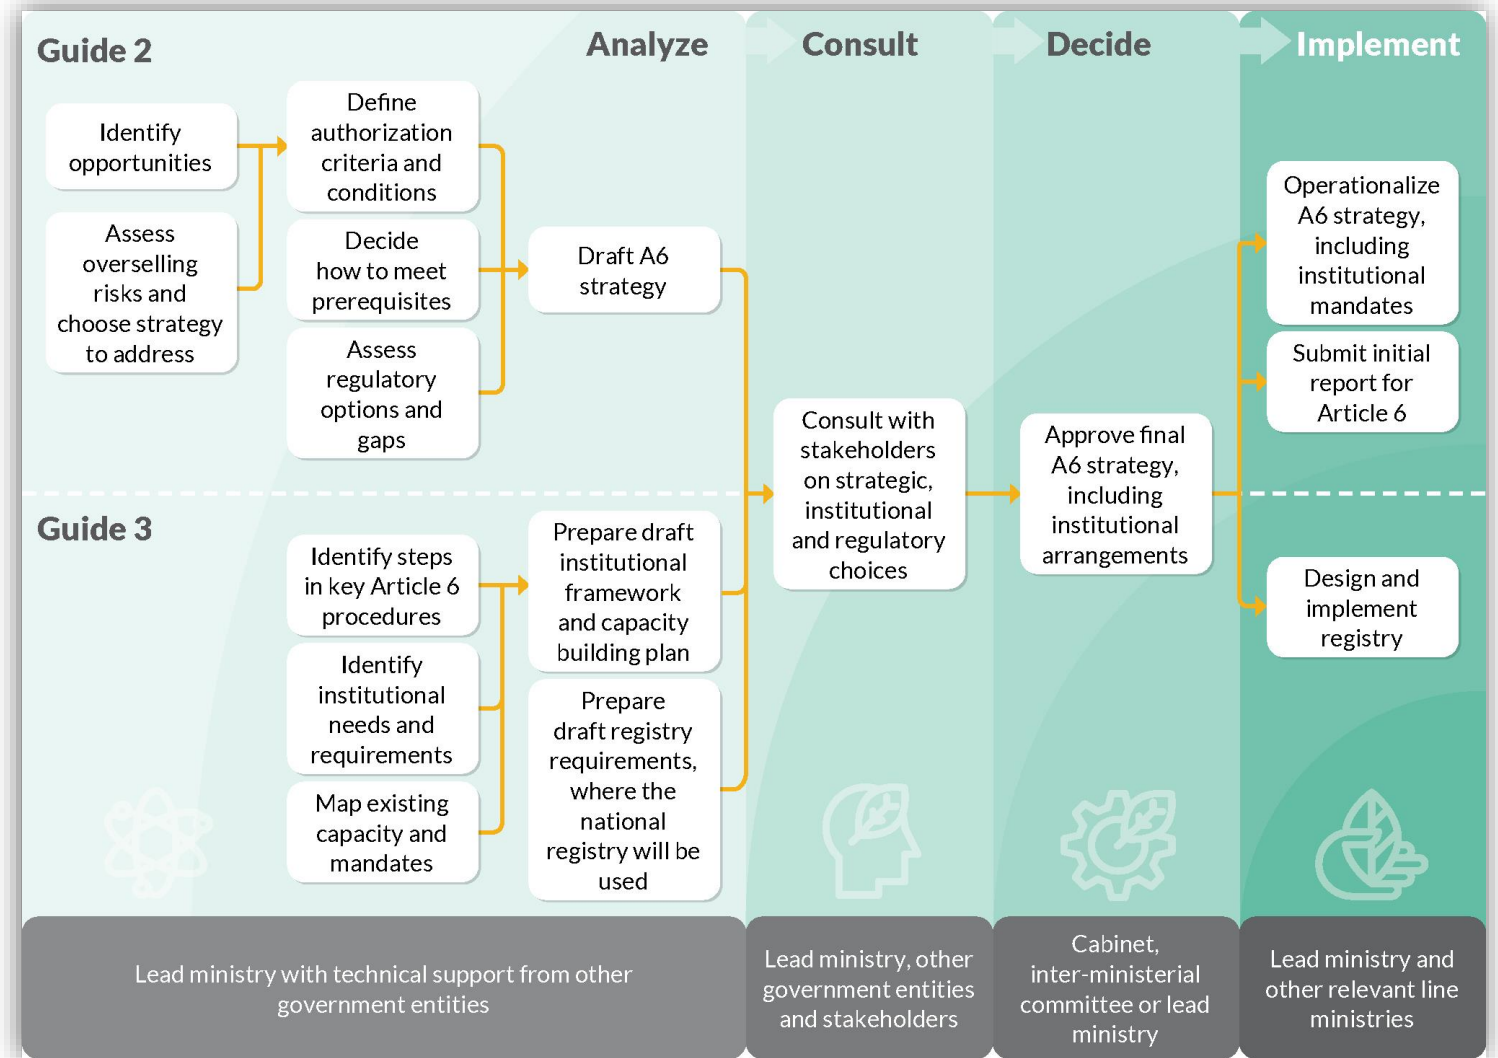 Guide 2
Analyze
Consult
Decide
Implement
Identify
opportunities
Assess
overselling
risks and
choose strategy
to address
Define
authorization
criteria and
conditions
Decide
how to meet
prerequisites
Assess
regulatory
options and
gaps
Draft A6
strategy
Guide 3
Identify steps
in key Article 6
procedures
Identify
institutional
needs and
requirements
Map existing
capacity and
mandates
Prepare draft
institutional
framework
and capacity
building plan
Prepare
draft registry
requirements,
where the
national
registry will be
used
Consult with
stakeholders
on strategic,
institutional
and regulatory
choices
Approve final
A6 strategy,
including
institutional
arrangements
Operationalize
A6 strategy,
including
institutional
mandates
Submit initial
report for
Article 6
Design and
implement
registry
Lead ministry with technical support from other
government entities
Lead ministry, other
government entities
and stakeholders
Cabinet,
inter-ministerial
committee or lead
ministry
Lead ministry and
other relevant line
ministries